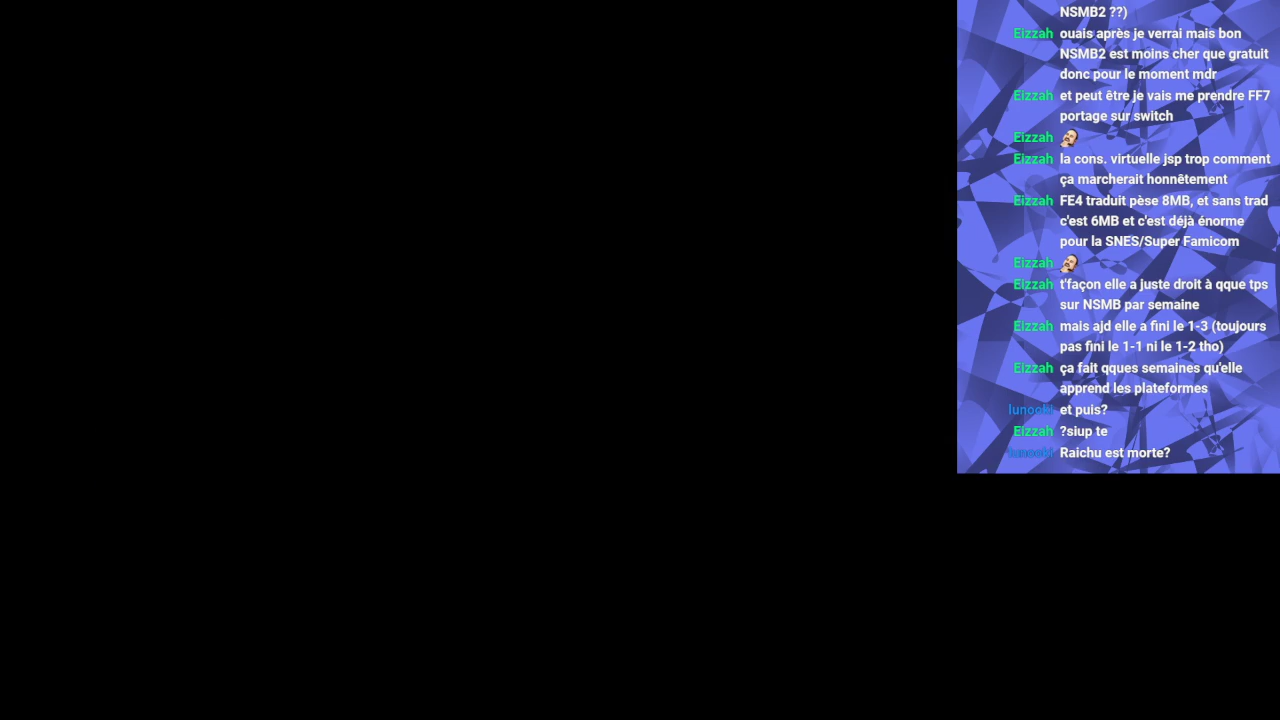 NSMB2 ??)
Eizzah ouais après je verrai mais bon
NSMB2 est moins cher que gratuit
donc pour le moment mdr
Eizzah et peut être je vais me prendre FF7
portage sur switch
Eizzah
Eizzah la cons. virtuelle jsp trop comment
ça marcherait honnêtement
Eizzah FE4 traduit pèse 8MB, et sans trad
c'est 6MB et c'est déjà énorme
pour la SNES/Super Famicom
Eizzah
Eizzah t'façon elle a juste droit à qque tps
sur NSMB par semaine
Eizzah mais ajd elle a fini le 1-3 (toujours
pas fini le 1-1 ni le 1-2 tho)
Eizzah ça fait qques semaines qu'elle
apprend les plateformes
et puis?
Eizzah ?siup te
Raichu est morte?